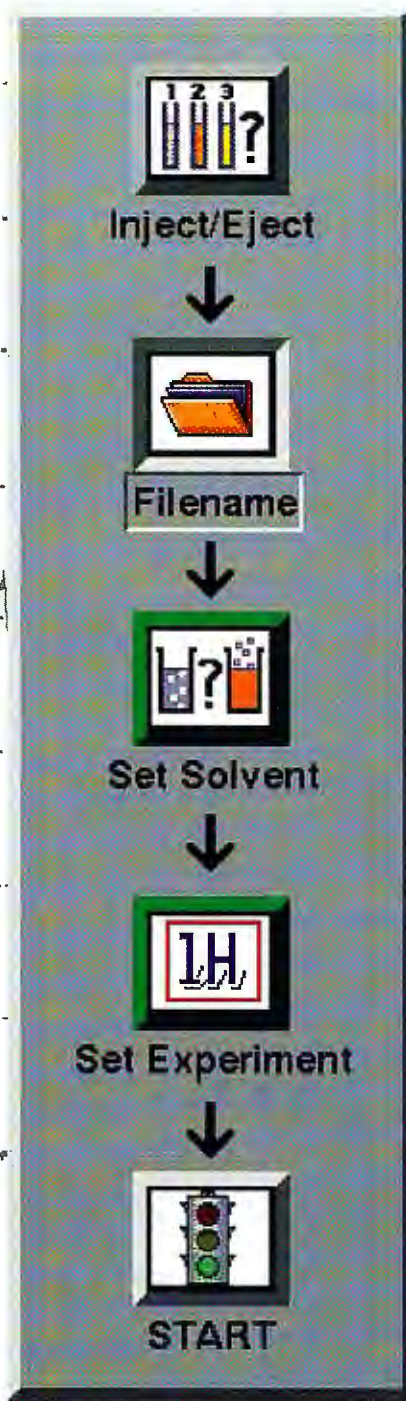 1 2 3
?
Inject/Eject
Filename
?
Set Solvent
1H
Set Experiment
START